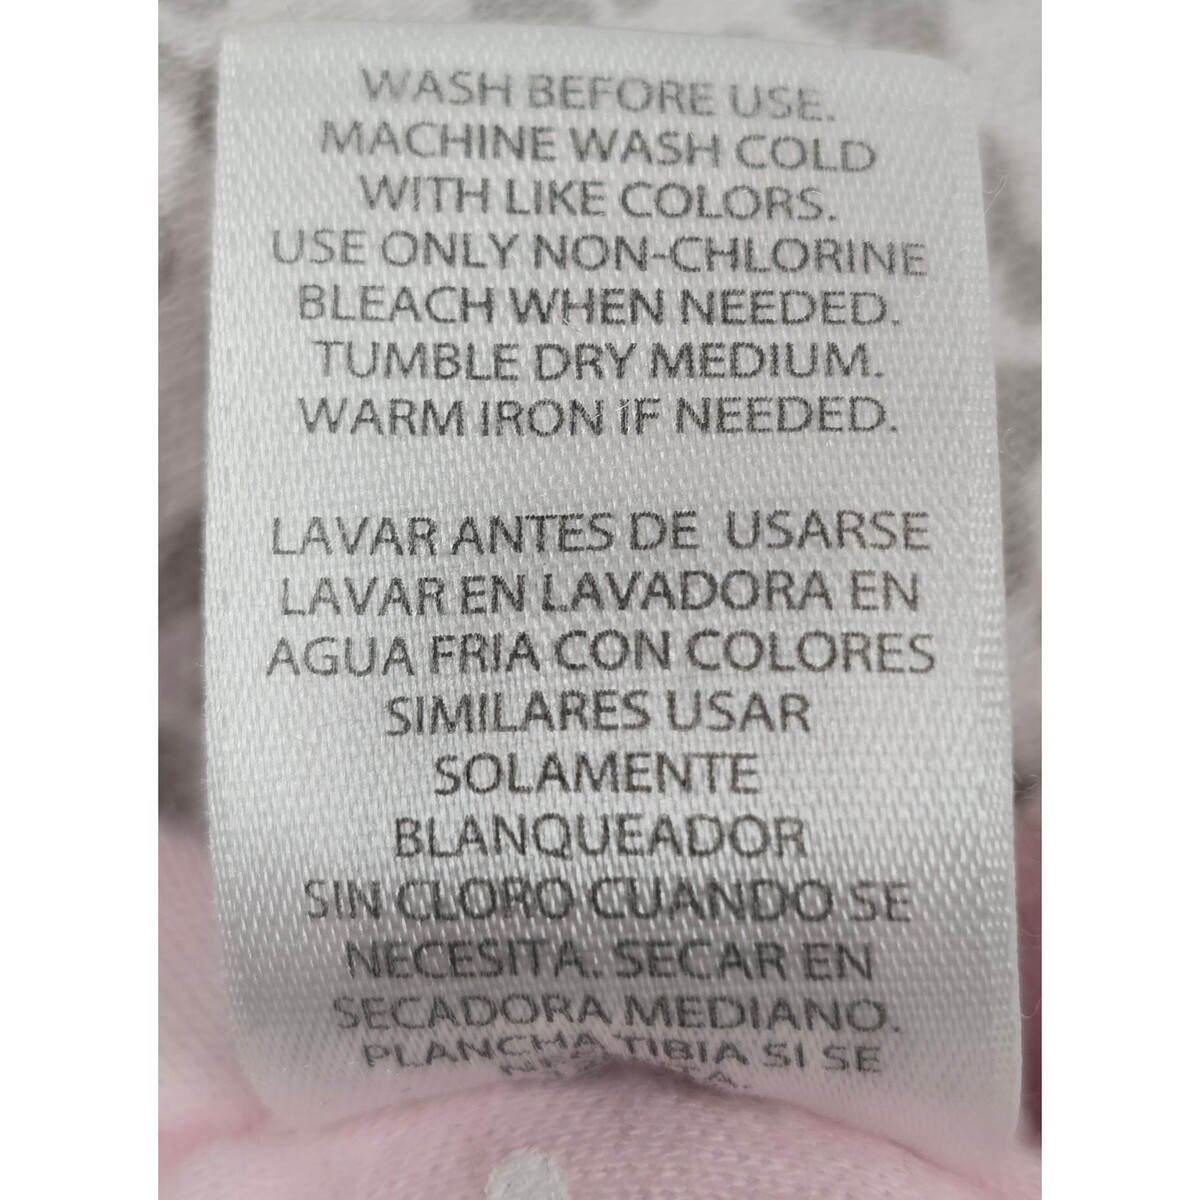 WASH BEFORE USE.
MACHINE WASH COLD
WITH LIKE COLORS.
USE ONLY NON-CHLORINE
BLEACH WHEN NEEDED.
TUMBLE DRY MEDIUM.
WARM IRON IF NEEDED.
LAVAR ANTES DE USARSE
LAVAR EN LAVADORA EN
AGUA FRIA CON COLORES
SIMILARES USAR
SOLAMENTE
BLANQUEADOR
SIN CLORO CUANDO SE
NECESITA. SECAR EN
SECADORA MEDIANO.
PLANCHA TIBIA SI SE